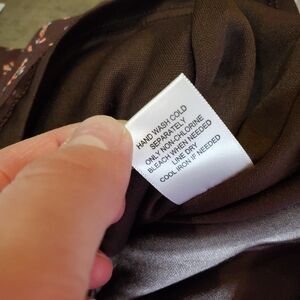 HAND WASH COLD
SEPARATELY
ONLY NON-CHLORINE
BLEACH WHEN NEEDED
LINE DRY
COOL IRON IF NEEDED